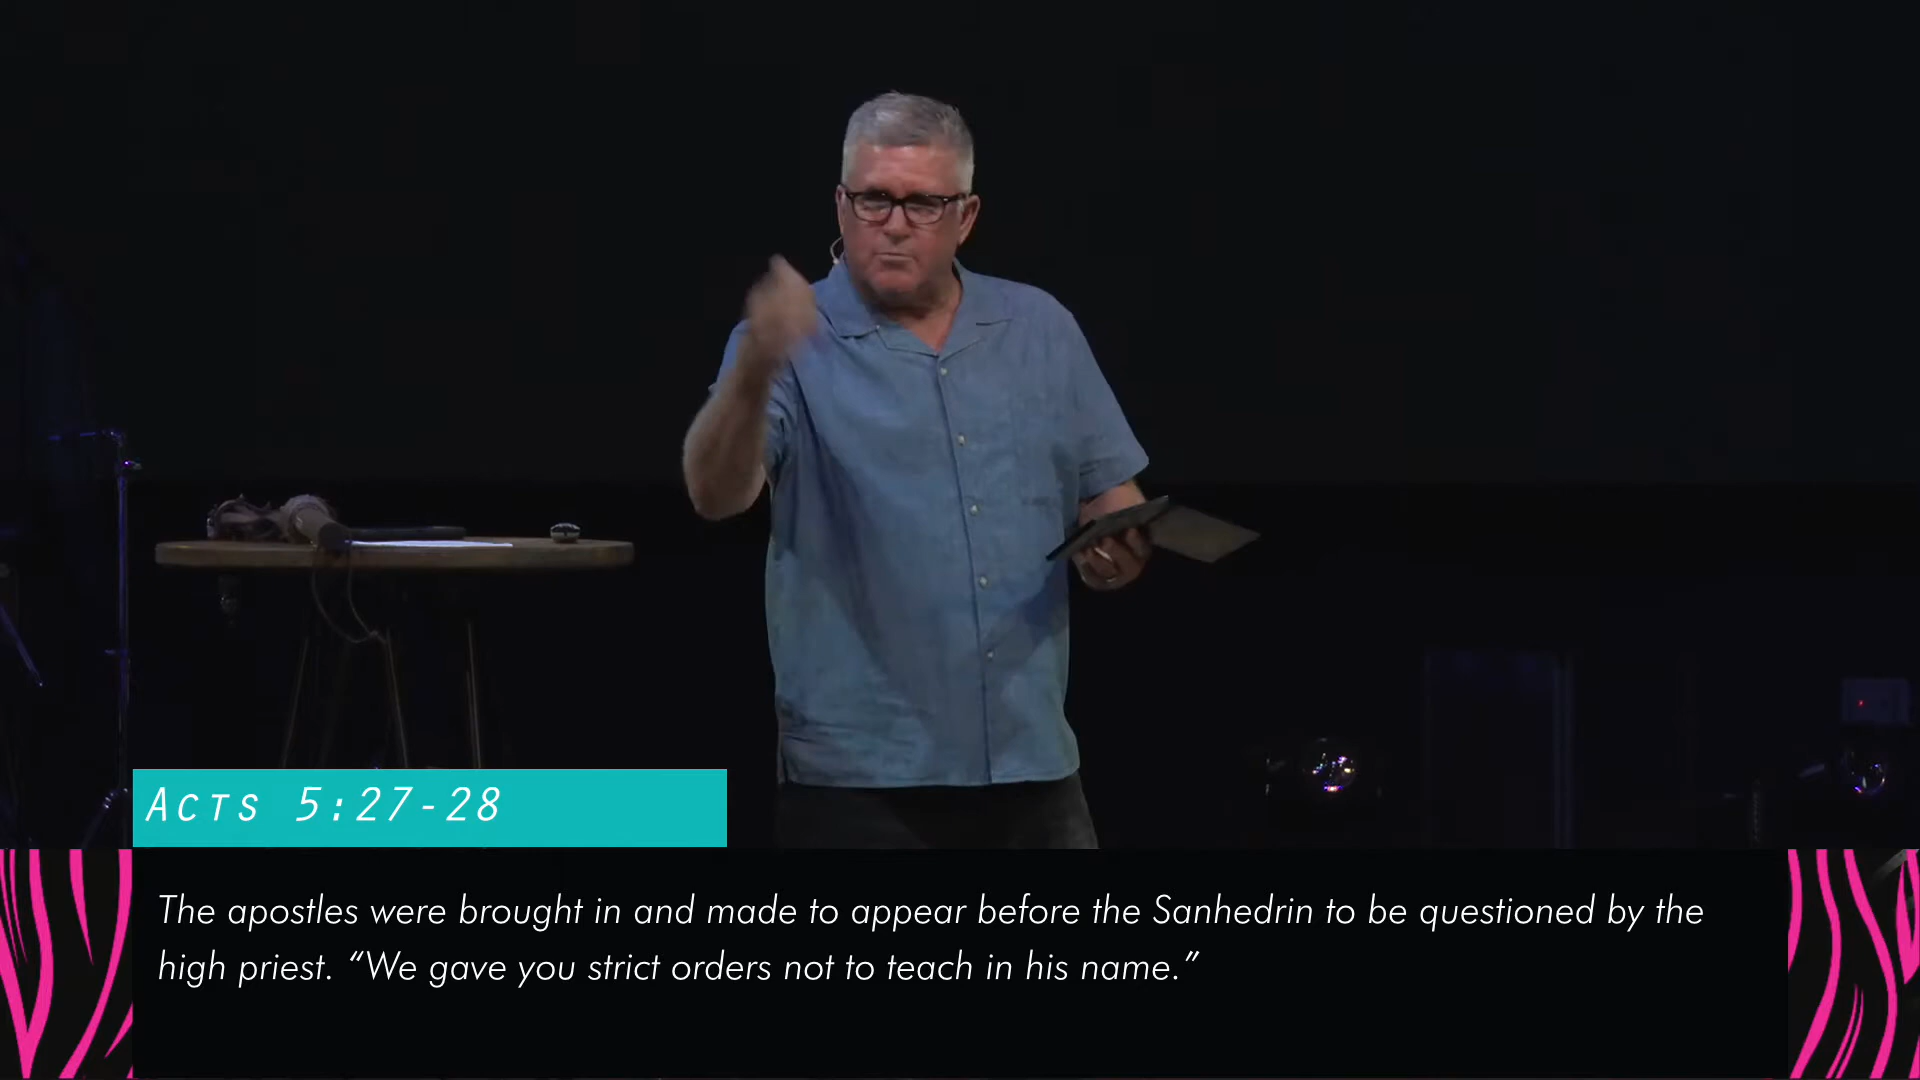 Acts 5:27-28
The apostles were brought in and made to appear before the Sanhedrin to be questioned by the
high priest. “We gave you strict orders not to teach in his name.”